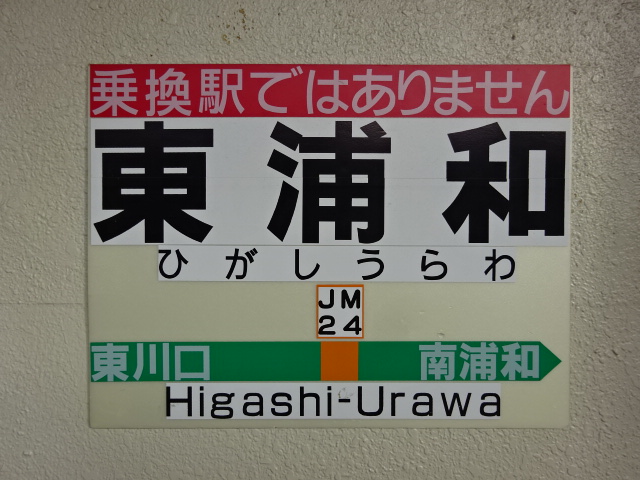 乗換駅ではありません
東浦和
ひがしうらわ
JM
24
東川口 南浦和
Higashi-Urawa